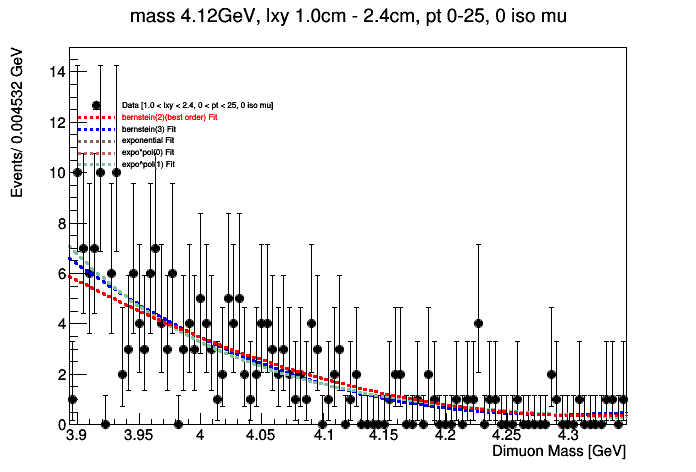 mass 4.12GeV, lxy 1.0cm - 2.4cm, pt 0-25, 0 iso mu
Events/ 0.004532 GeV
14
12
10
8
6
4
2
0
Data [1.0 < lxy < 2.4, 0 < pt < 25, 0 iso mu]
bernstein(2)(best order) Fit
bernstein(3) Fit
exponential Fit
expo*pol(0) Fit
expo*pol(1) Fit
3.9 3.95 4 4.05 4.1 4.15 4.2 4.25 4.3
Dimuon Mass [GeV]